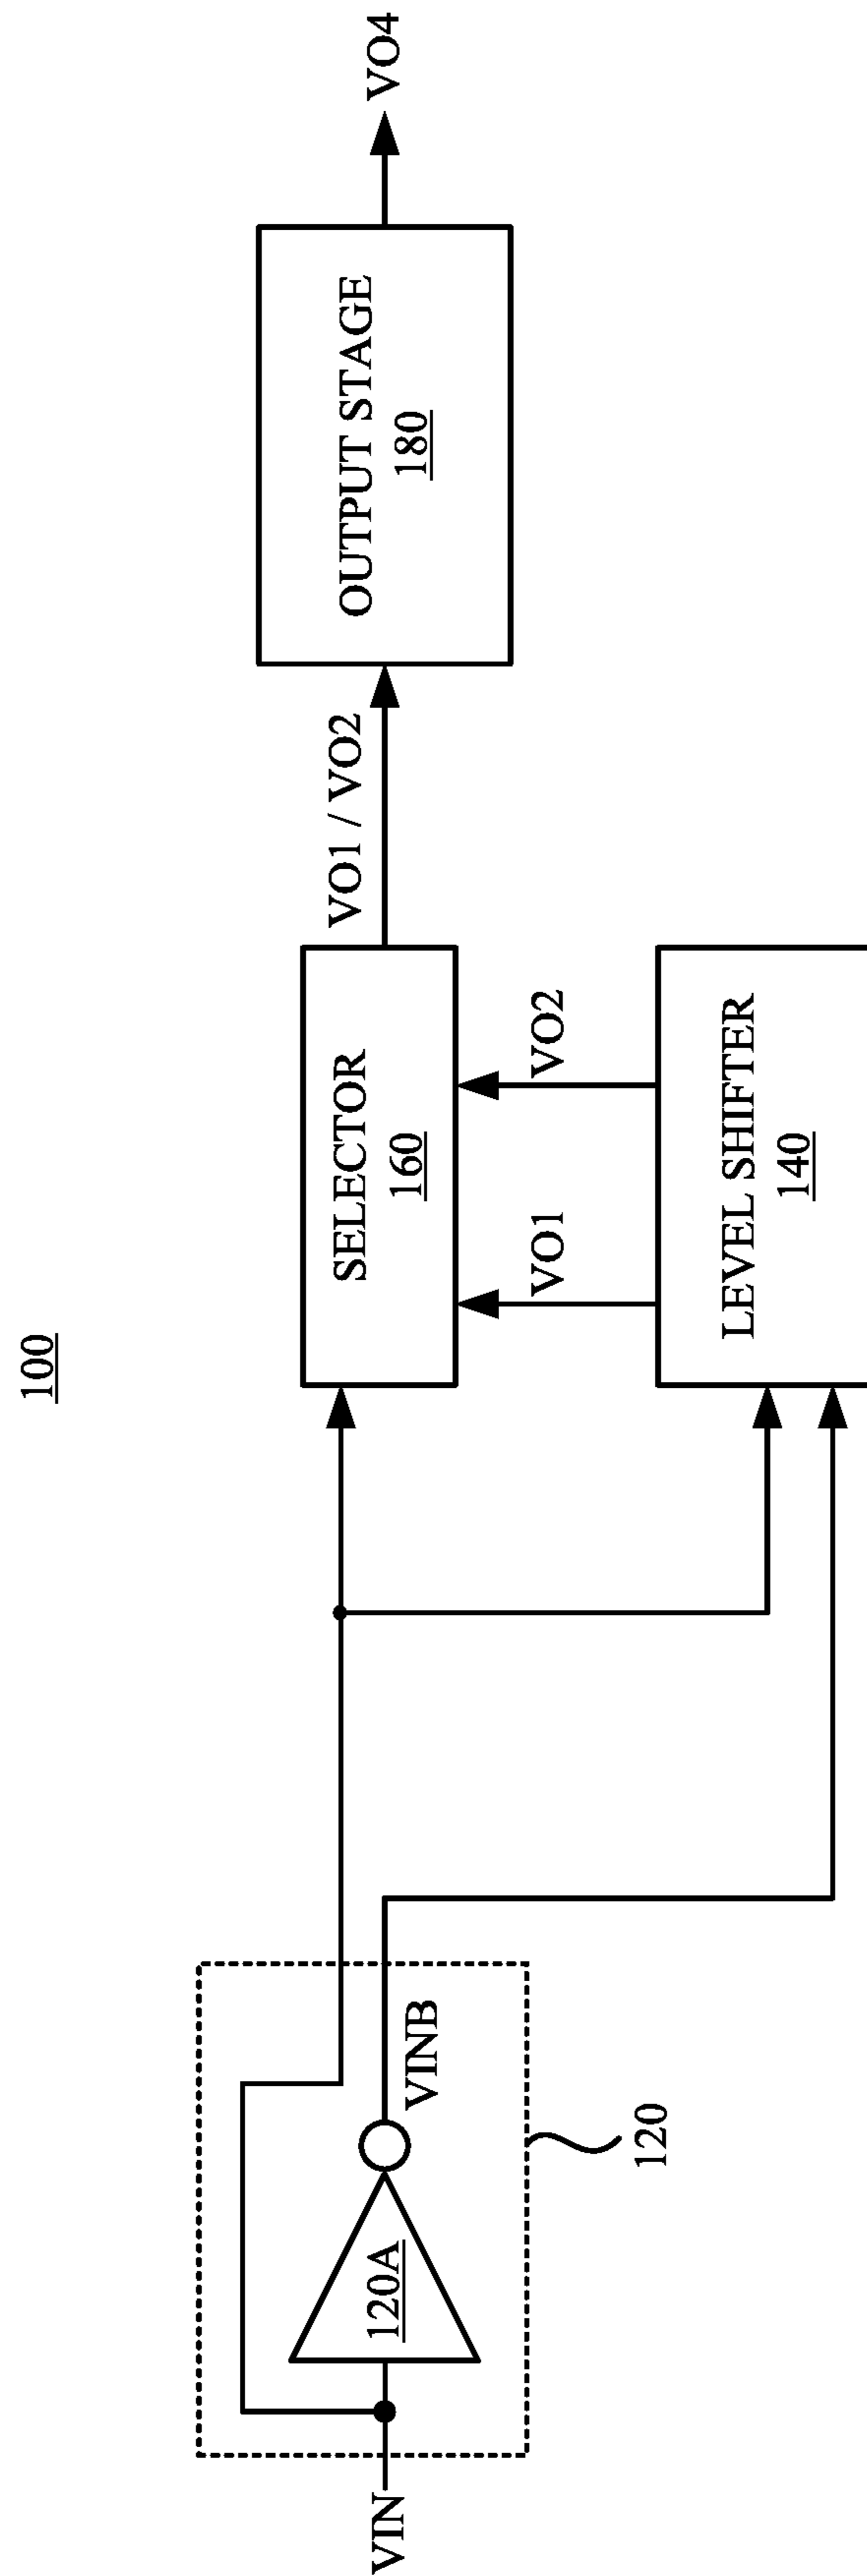 100
VIN
120A
VINB
120
SELECTOR
160
VO1
VO2
LEVEL SHIFTER
140
VO1 / VO2
OUTPUT STAGE
180
VO4